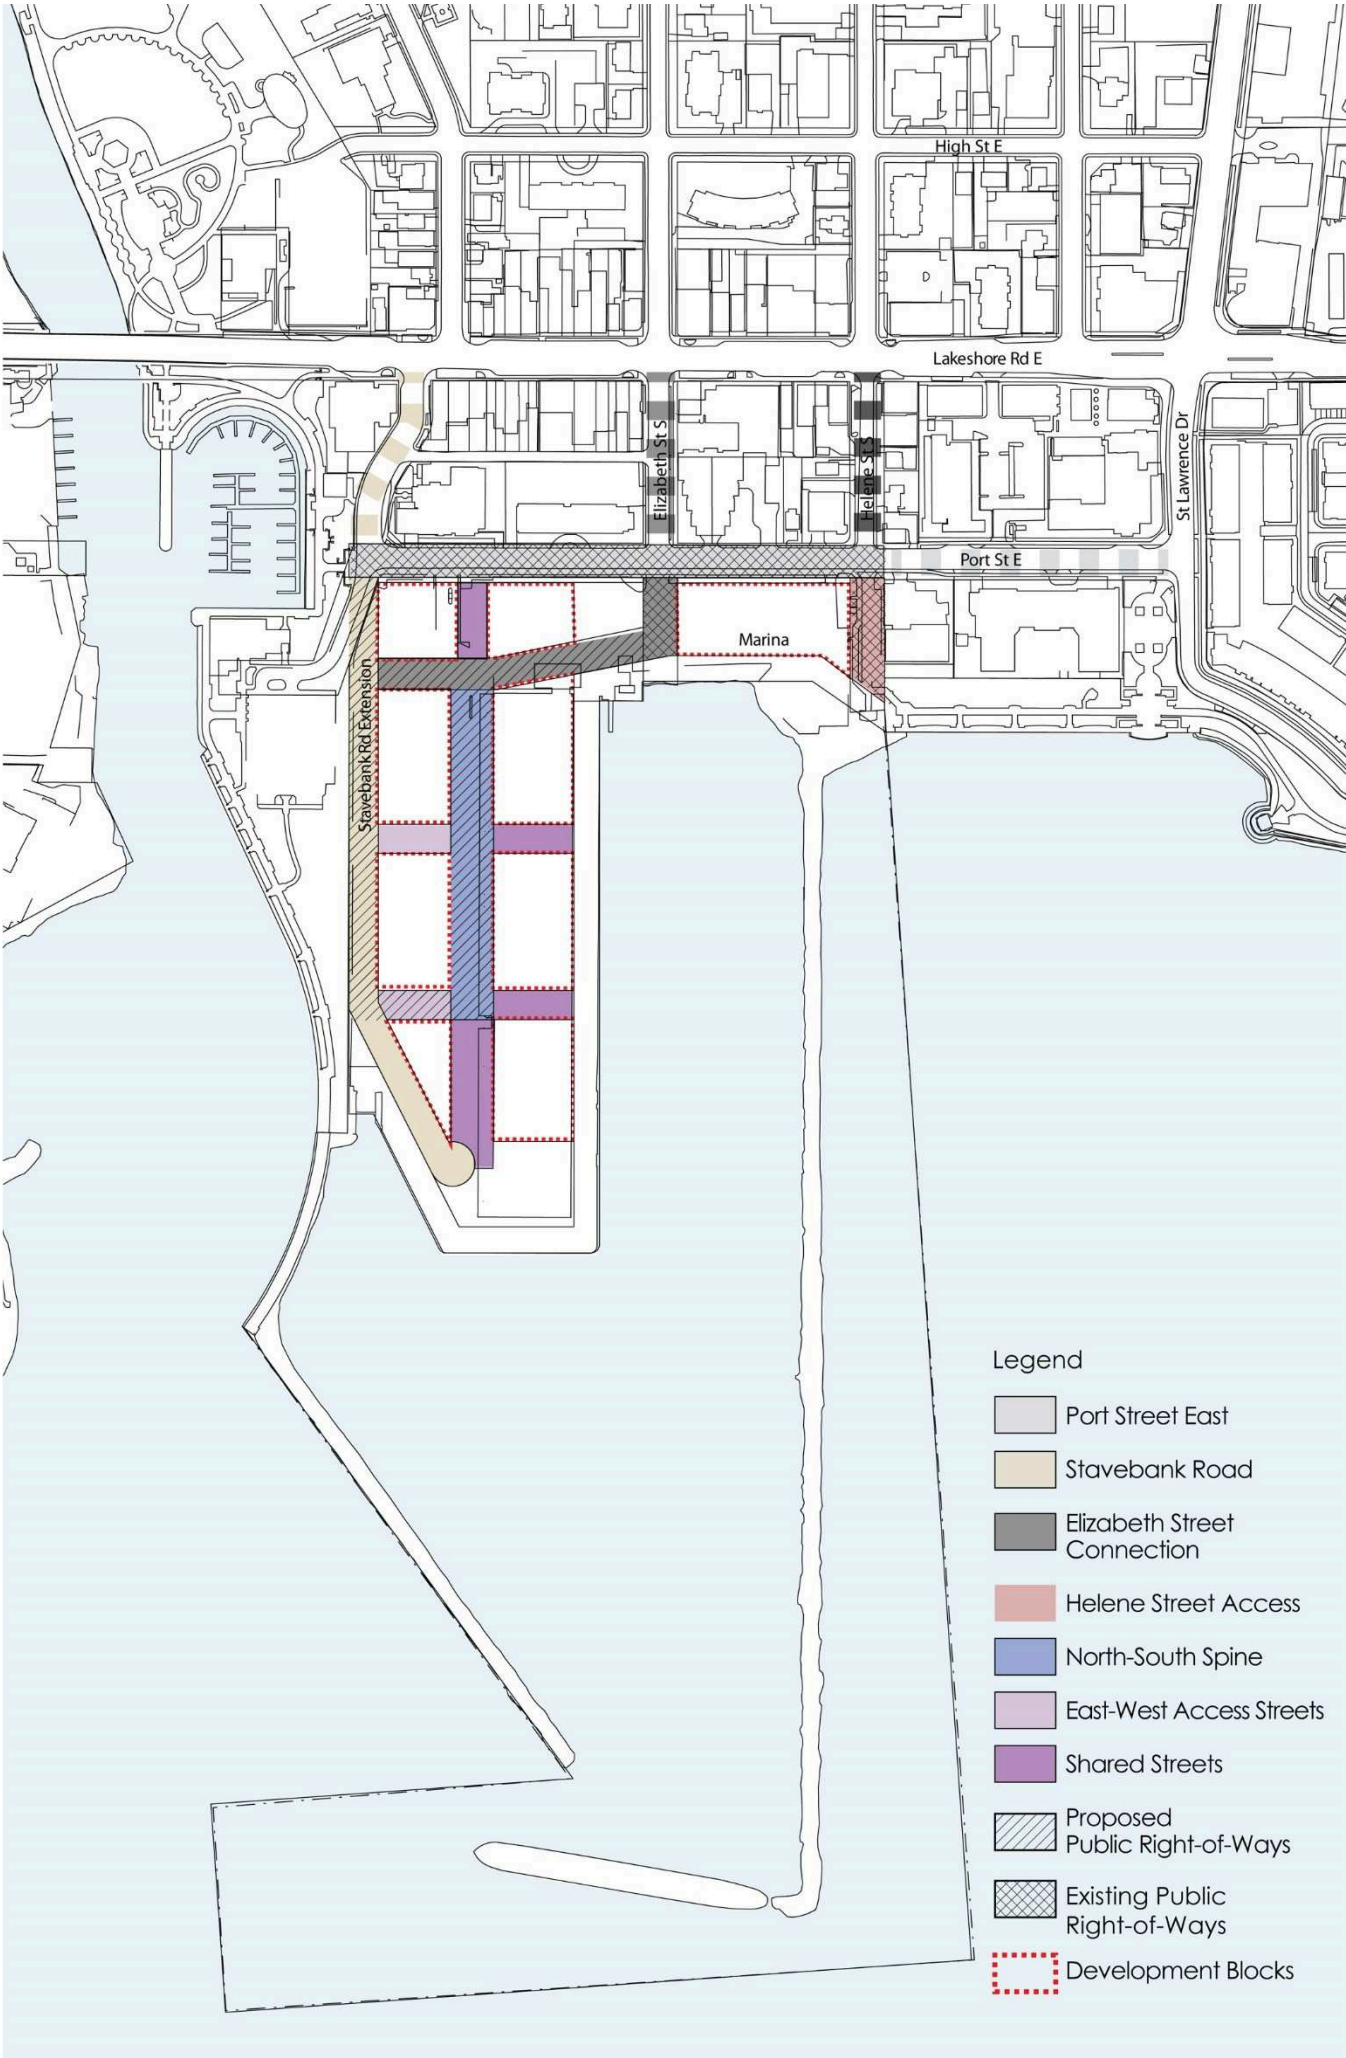 High St E
Lakeshore Rd E
Elizabeth St S
Helene St S
St Lawrence Dr
Port St E
Marina
Stavebank Rd Extension
Legend
Port Street East
Stavebank Road
Elizabeth Street
Connection
Helene Street Access
North-South Spine
East-West Access Streets
Shared Streets
Proposed
Public Right-of-Ways
Existing Public
Right-of-Ways
Development Blocks